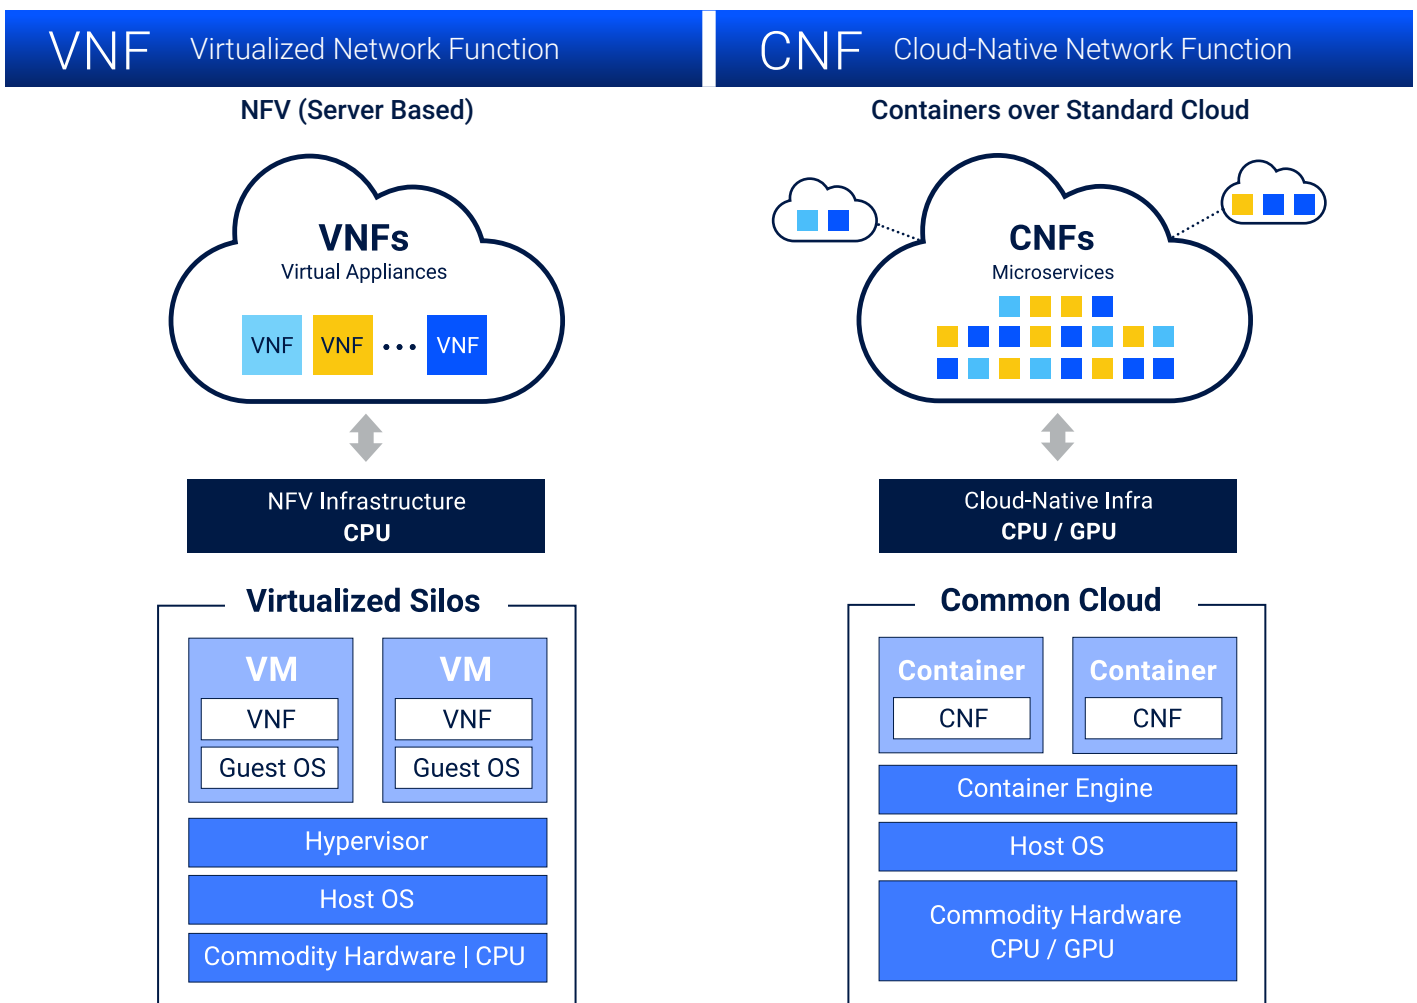 VNF Virtualized Network Function
NFV (Server Based)
VNFs
Virtual Appliances
VNF VNF ••• VNF
NFV Infrastructure
CPU
Virtualized Silos
VM VM
VNF VNF
Guest OS Guest OS
Hypervisor
Host OS
Commodity Hardware | CPU
CNF Cloud-Native Network Function
Containers over Standard Cloud
CNFs
Microservices
Cloud-Native Infra
CPU / GPU
Common Cloud
Container Container
CNF CNF
Container Engine
Host OS
Commodity Hardware
CPU / GPU